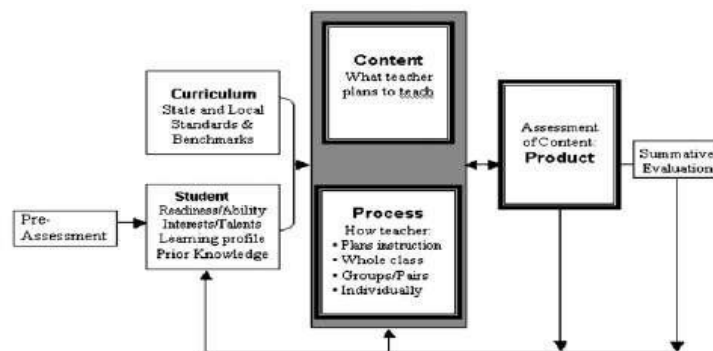 Curriculum
State and Local
Standards &
Benchmarks
Pre-
Assessment
Student
Readiness/Ability
Interests/Talents
Learning profile
Prior Knowledge
Content
What teacher
plans to teach
Process
How teacher:
• Plans instruction
• Whole class
• Groups/Pairs
• Individually
Assessment
of Content:
Product
Summative
Evaluation